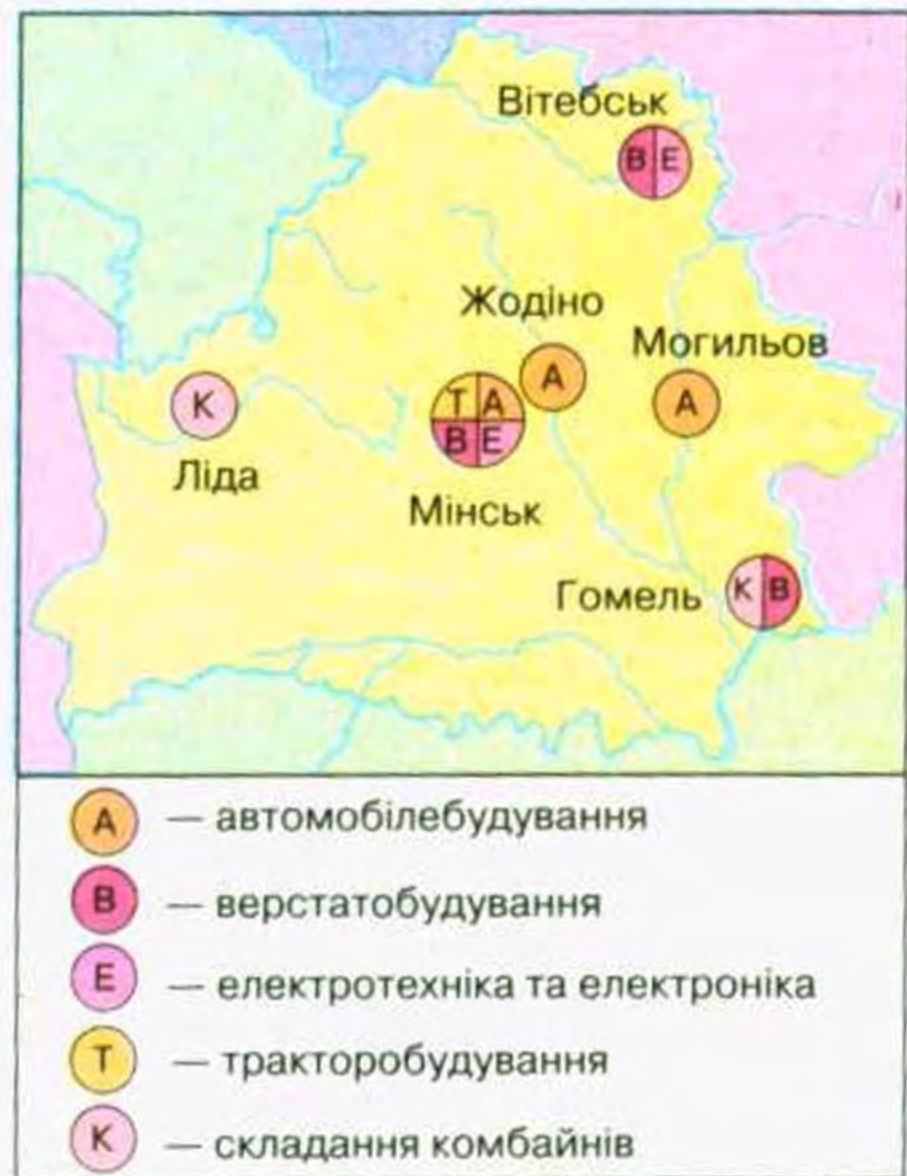 Вітебськ
В Е
Жодіно
Могильов
А
А
К
Т А
В Е
Ліда
Мінськ
Гомель
К В
А — автомобілебудування
В — верстатобудування
Е — електротехніка та електроніка
Т — тракторобудування
К — складання комбайнів